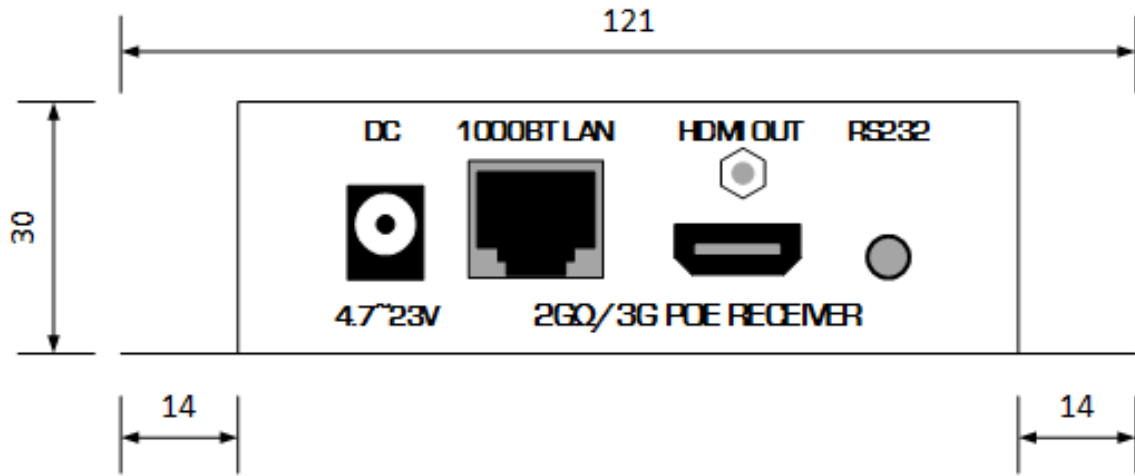 121
DC 1000BT LAN HDMI OUT RS232
30
4.7~23V 2GΩ/3G POE RECEIVER
14 14